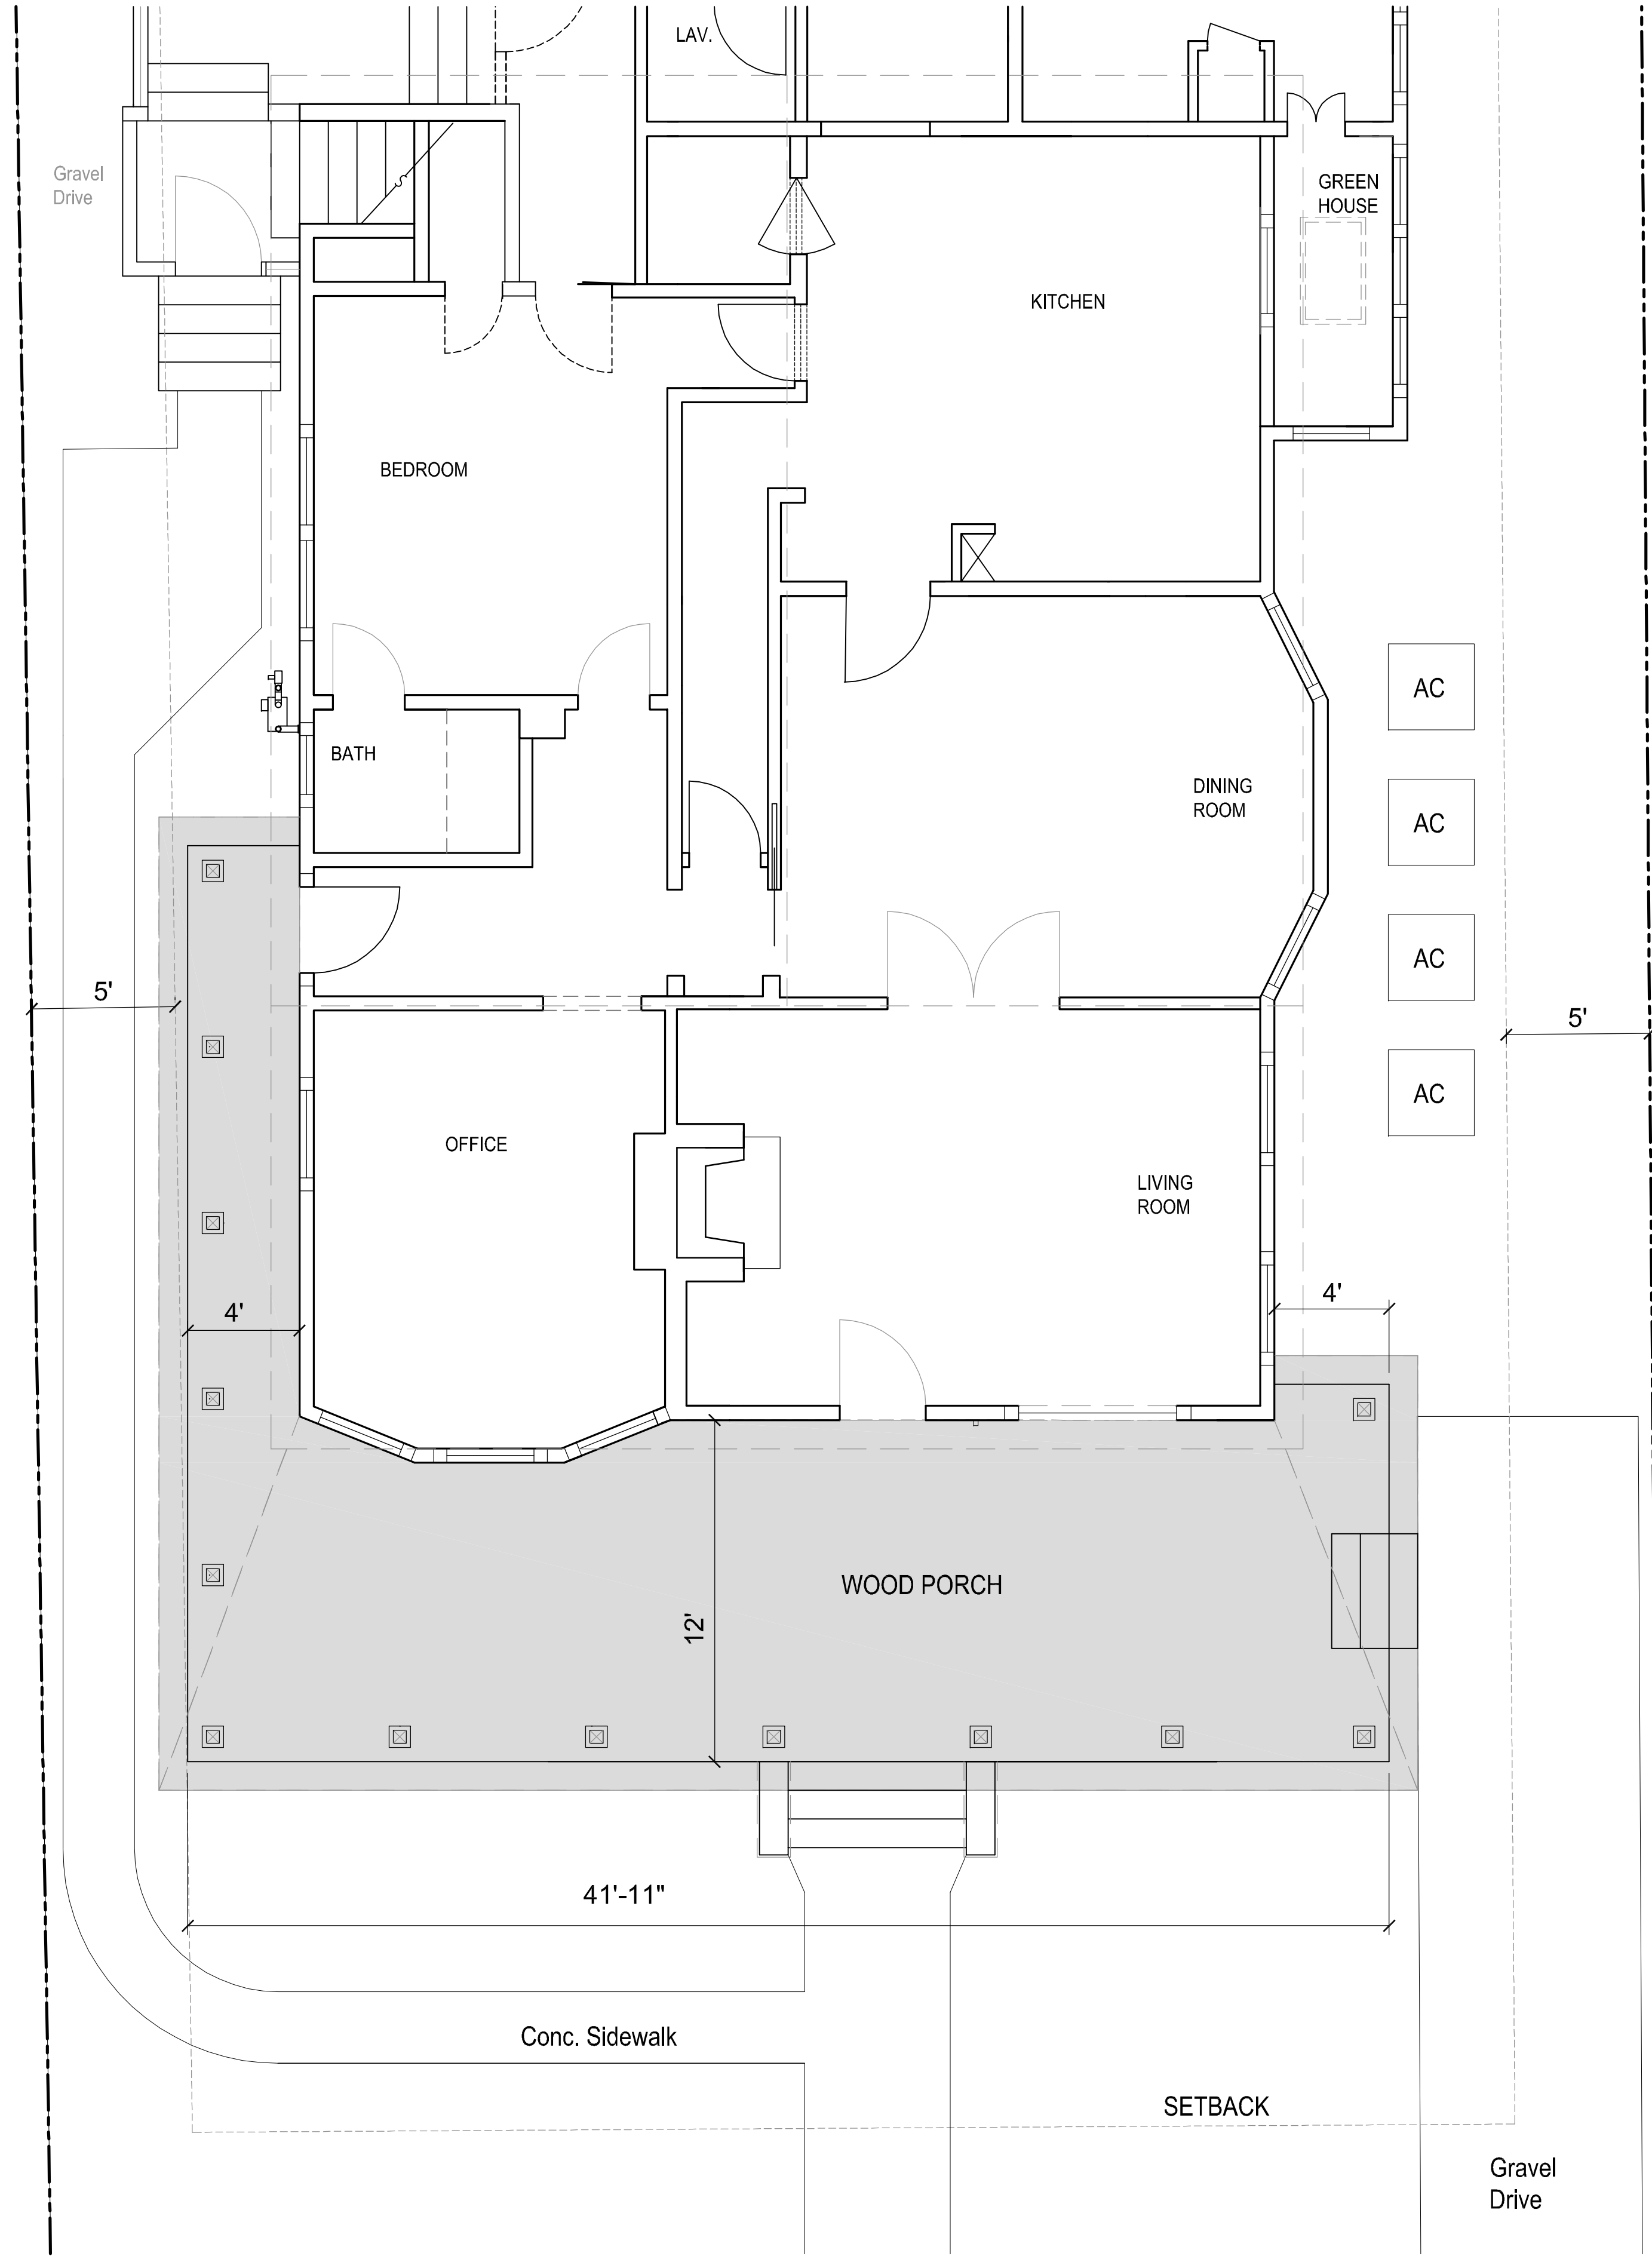 LAV.
Gravel
Drive
GREEN
HOUSE
KITCHEN
BEDROOM
AC
BATH
DINING
ROOM
AC
AC
5'
5'
AC
OFFICE
LIVING
ROOM
4'
4'
WOOD PORCH
12'
41'-11"
Conc. Sidewalk
SETBACK
Gravel
Drive